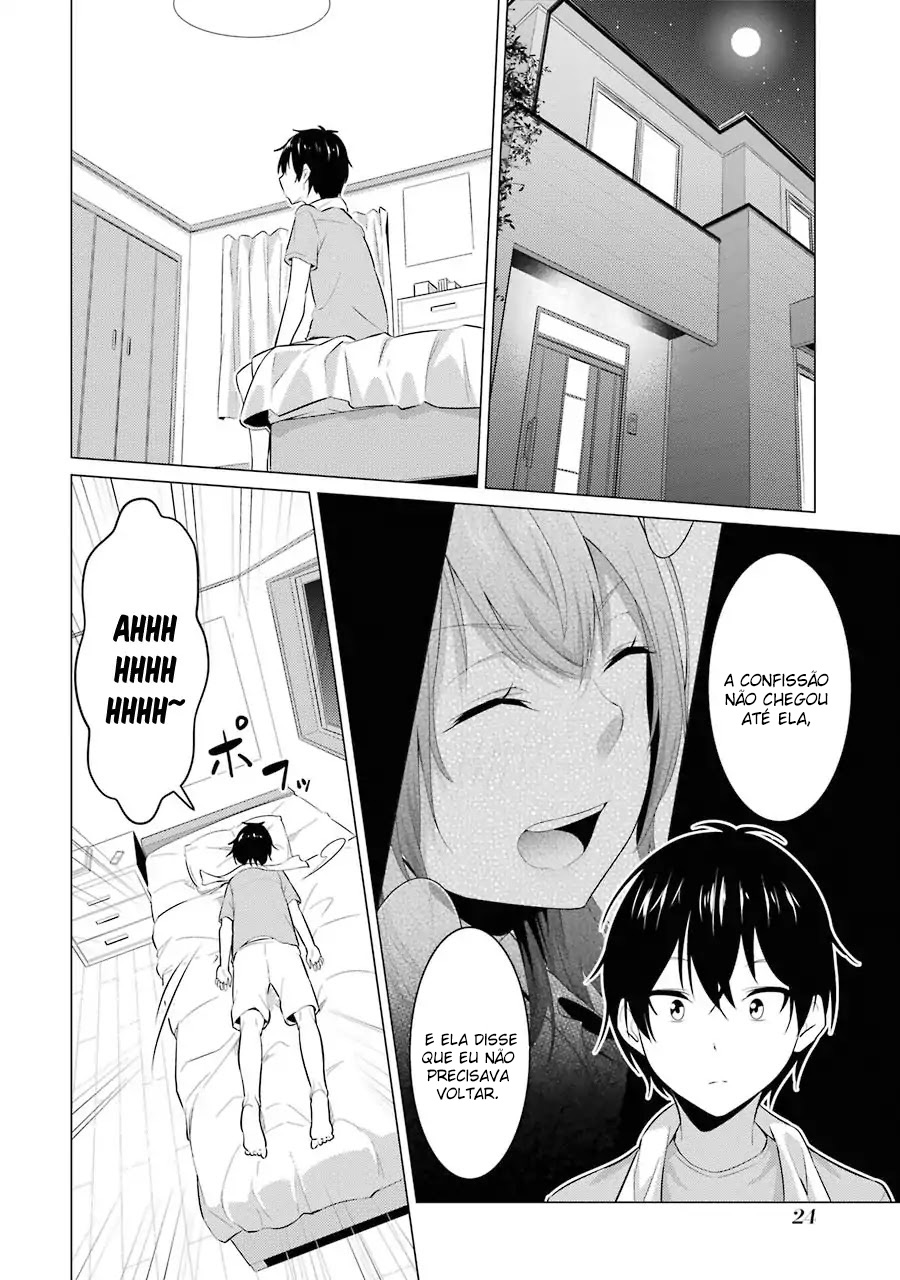 A CONFISSÃO
NÃO CHEGOU
ATÉ ELA,
E ELA DISSE
QUE EU NÃO
PRECISAVA
VOLTAR.
AHHH
HHHH
HHHH~
ポフッ
24